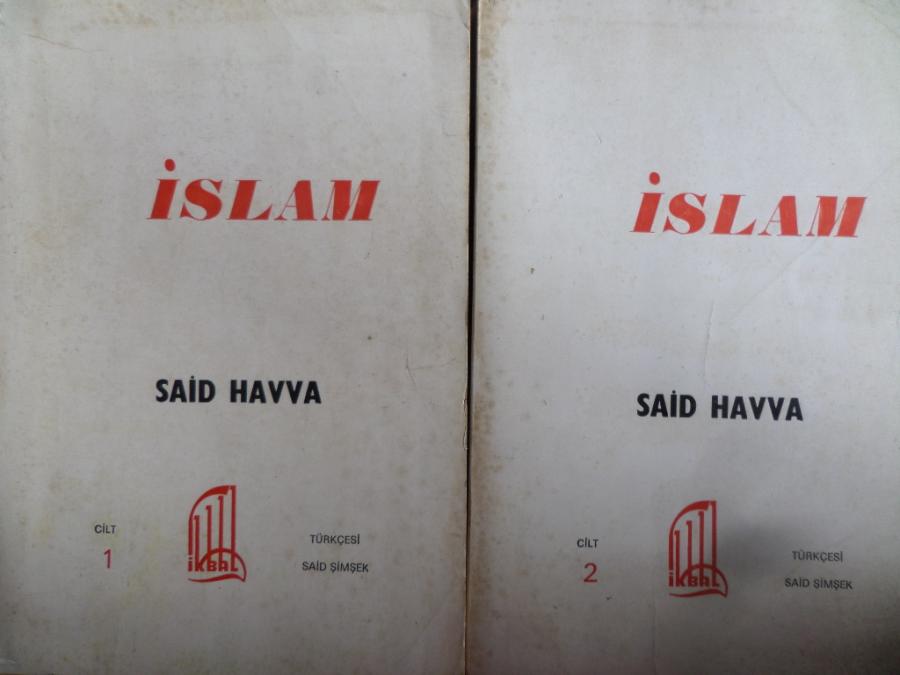 İSLAM
SAİD HAVVA
CİLT
1
İKBAL
TÜRKÇESİ
SAİD ŞİMŞEK
İSLAM
SAİD HAVVA
CİLT
2
İKBAL
TÜRKÇESİ
SAİD ŞİMŞEK